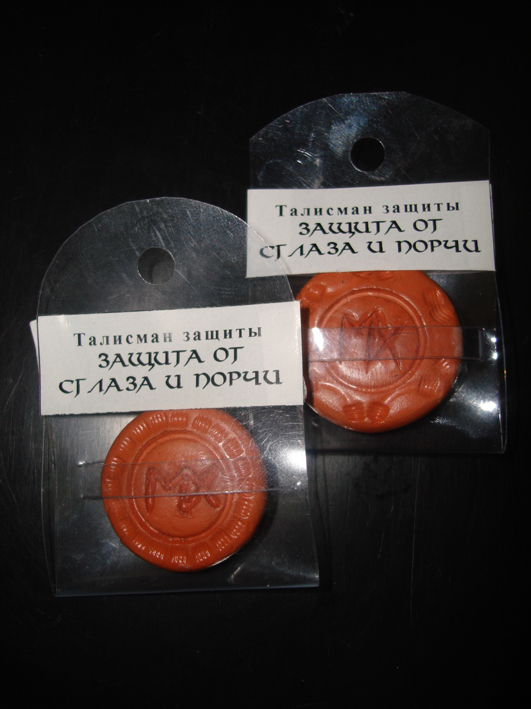 Талисман защиты
ЗАЩИТА ОТ
СГЛАЗА И ПОРЧИ
Талисман защиты
ЗАЩИТА ОТ
СГЛАЗА И ПОРЧИ